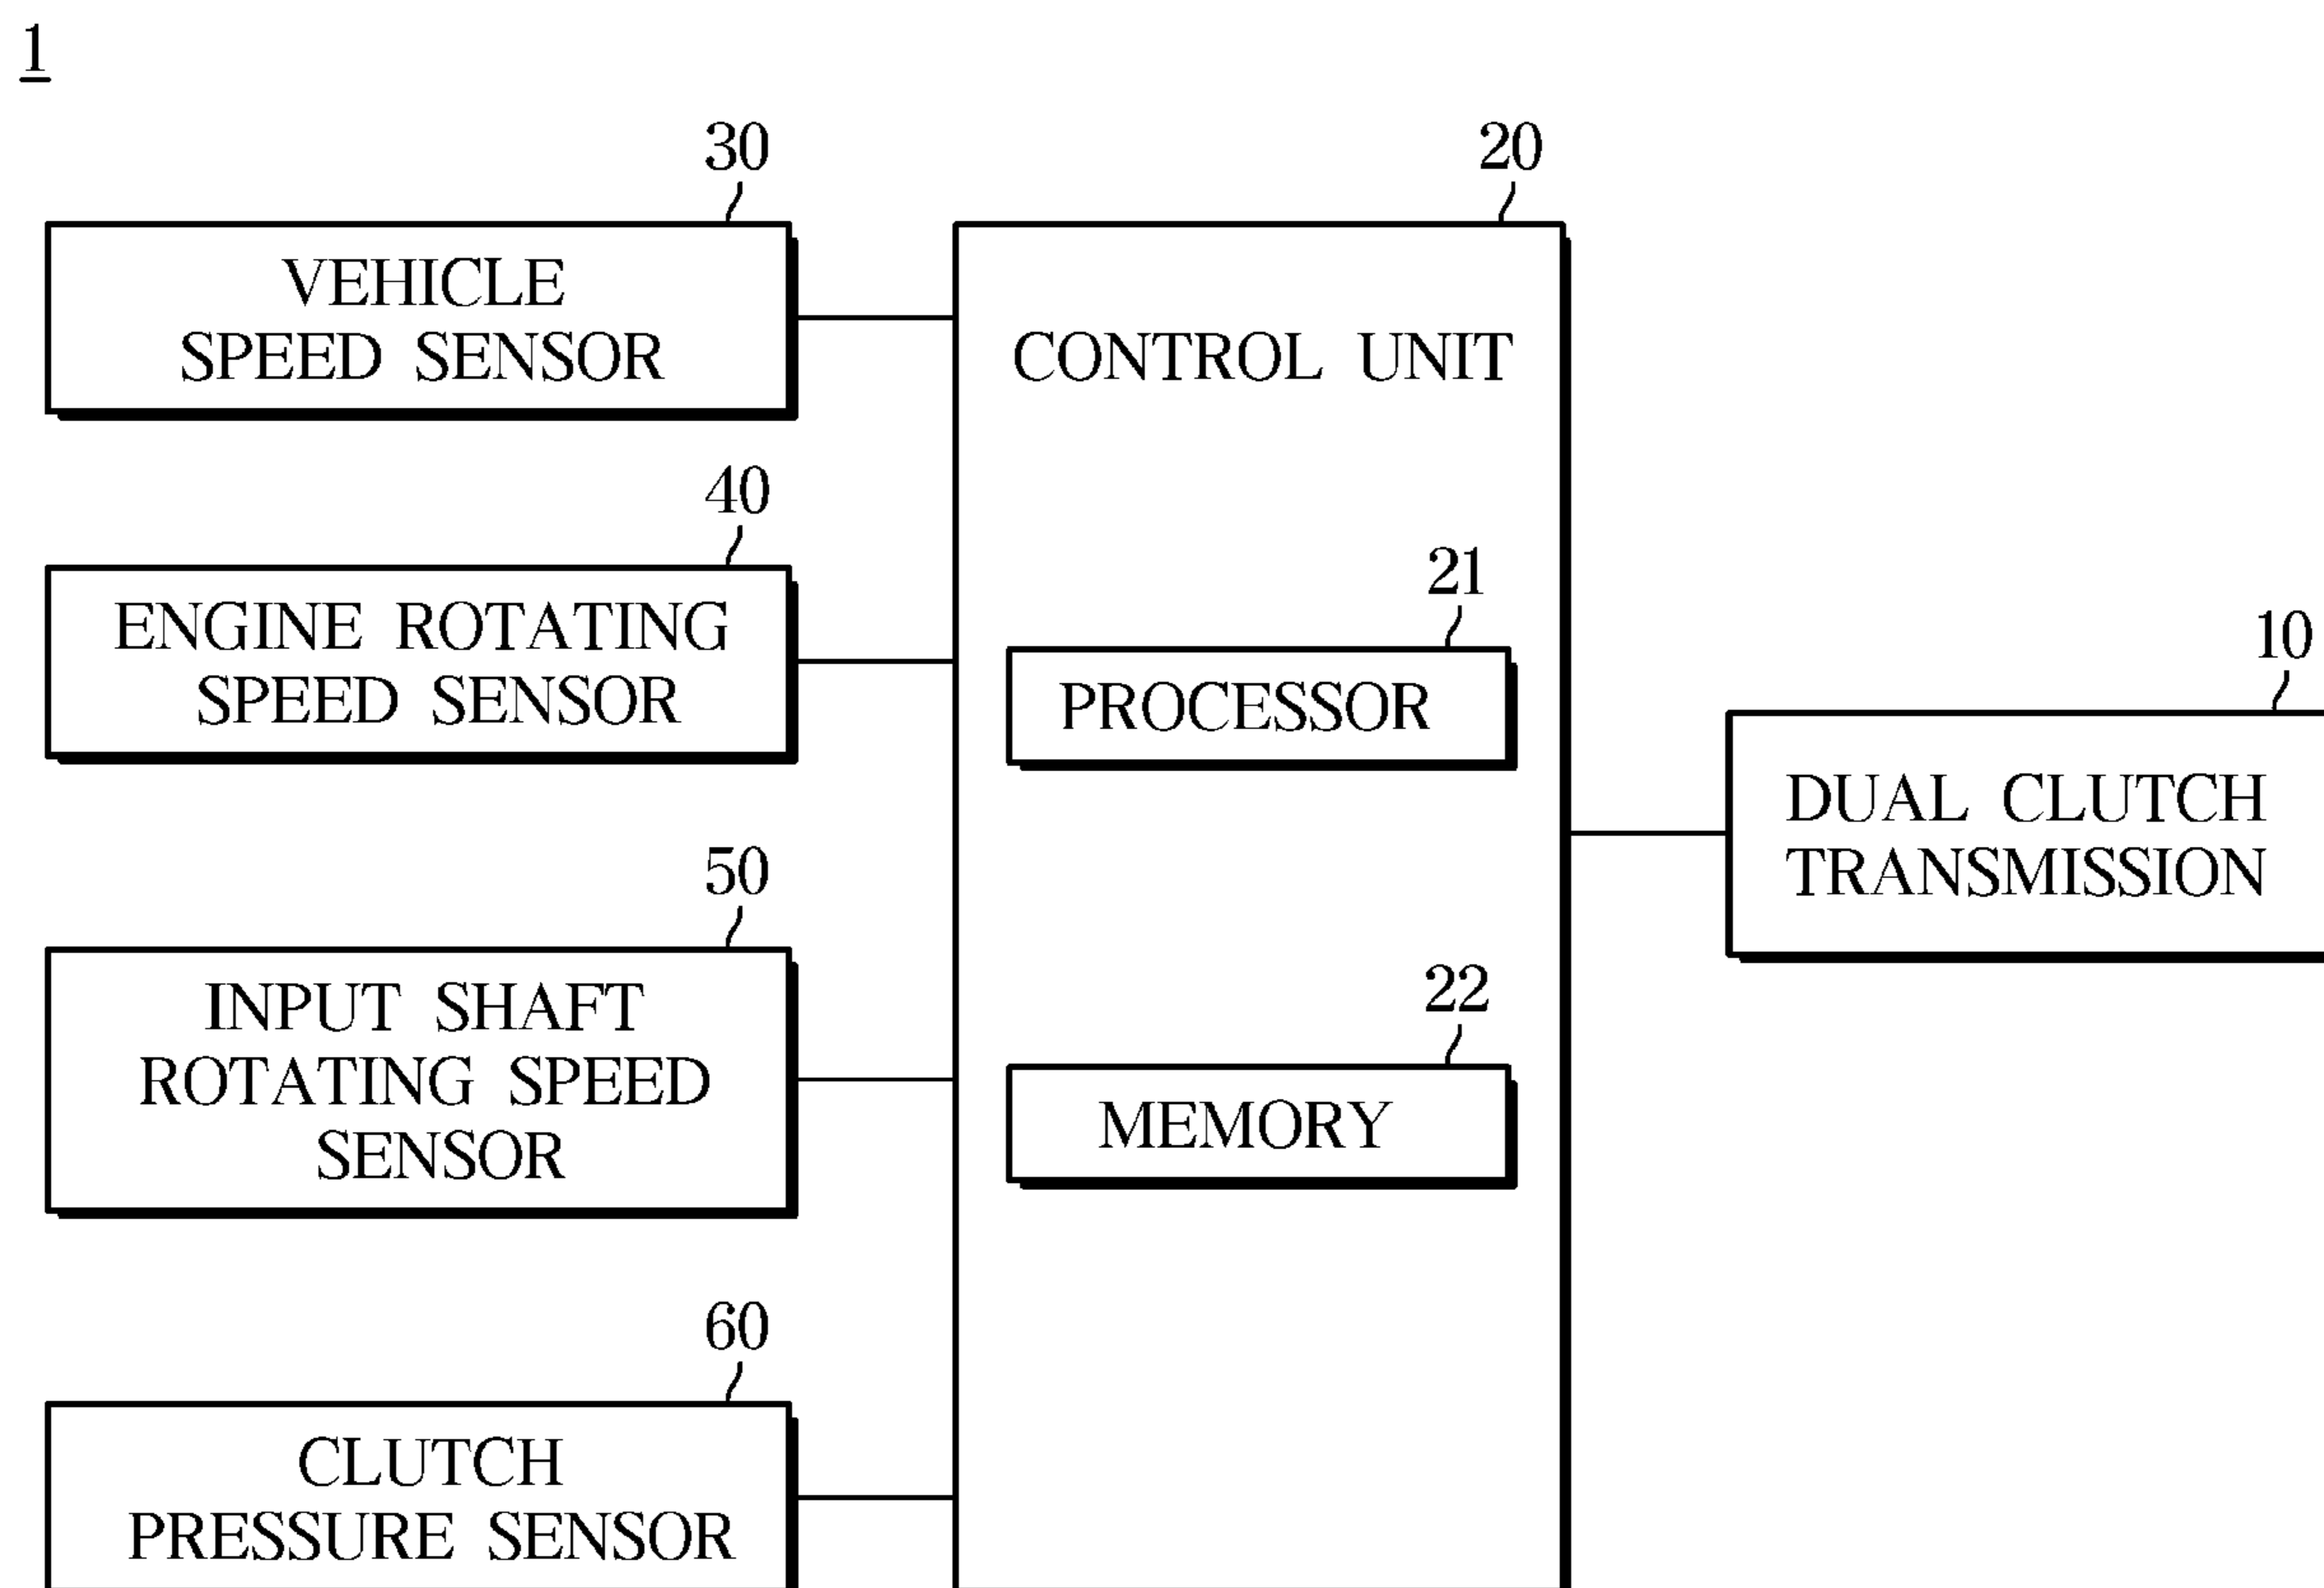 1
30
VEHICLE
SPEED SENSOR
40
ENGINE ROTATING
SPEED SENSOR
50
INPUT SHAFT
ROTATING SPEED
SENSOR
60
CLUTCH
PRESSURE SENSOR
20
CONTROL UNIT
21
PROCESSOR
22
MEMORY
10
DUAL CLUTCH
TRANSMISSION